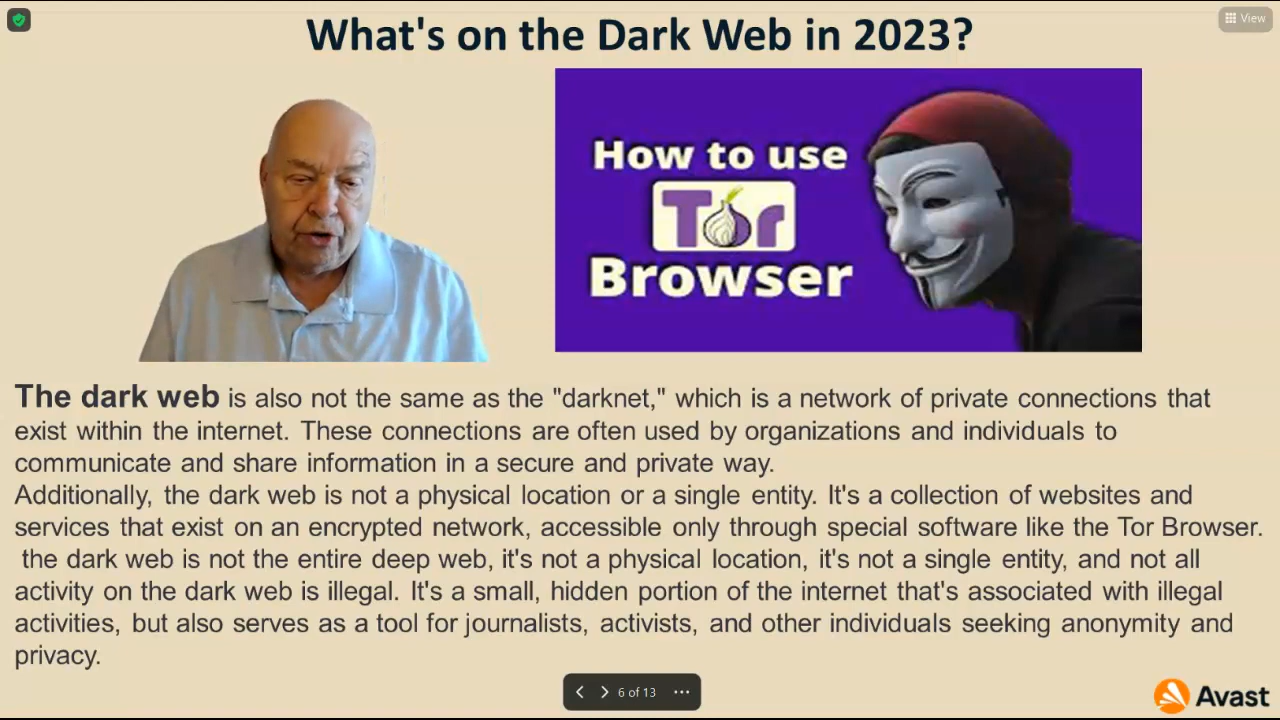 What's on the Dark Web in 2023?
View
How to use
Tor
Browser
The dark web is also not the same as the "darknet," which is a network of private connections that
exist within the internet. These connections are often used by organizations and individuals to
communicate and share information in a secure and private way.
Additionally, the dark web is not a physical location or a single entity. It's a collection of websites and
services that exist on an encrypted network, accessible only through special software like the Tor Browser.
the dark web is not the entire deep web, it's not a physical location, it's not a single entity, and not all
activity on the dark web is illegal. It's a small, hidden portion of the internet that's associated with illegal
activities, but also serves as a tool for journalists, activists, and other individuals seeking anonymity and
privacy.
6 of 13
Avast